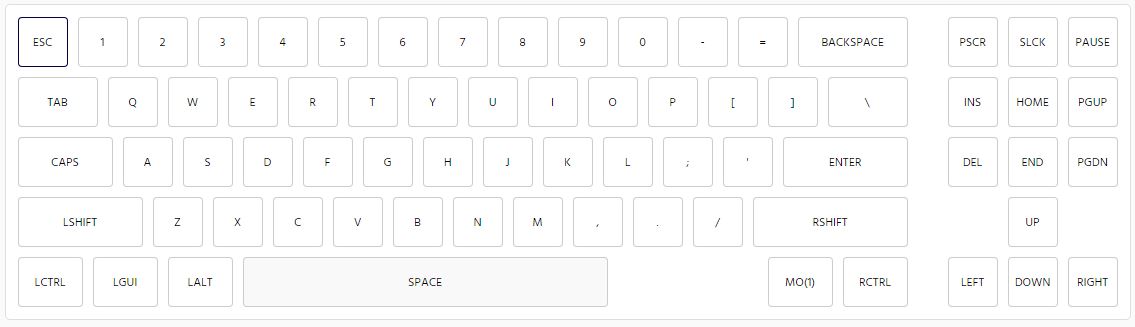 ESC 1 2 3 4 5 6 7 8 9 0 - = BACKSPACE PSCR SLCK PAUSE
TAB Q W E R T Y U I O P [ ] \ INS HOME PGUP
CAPS A S D F G H J K L ; ' ENTER DEL END PGDN
LSHIFT Z X C V B N M , . / RSHIFT UP
LCTRL LGUI LALT SPACE MO(1) RCTRL LEFT DOWN RIGHT